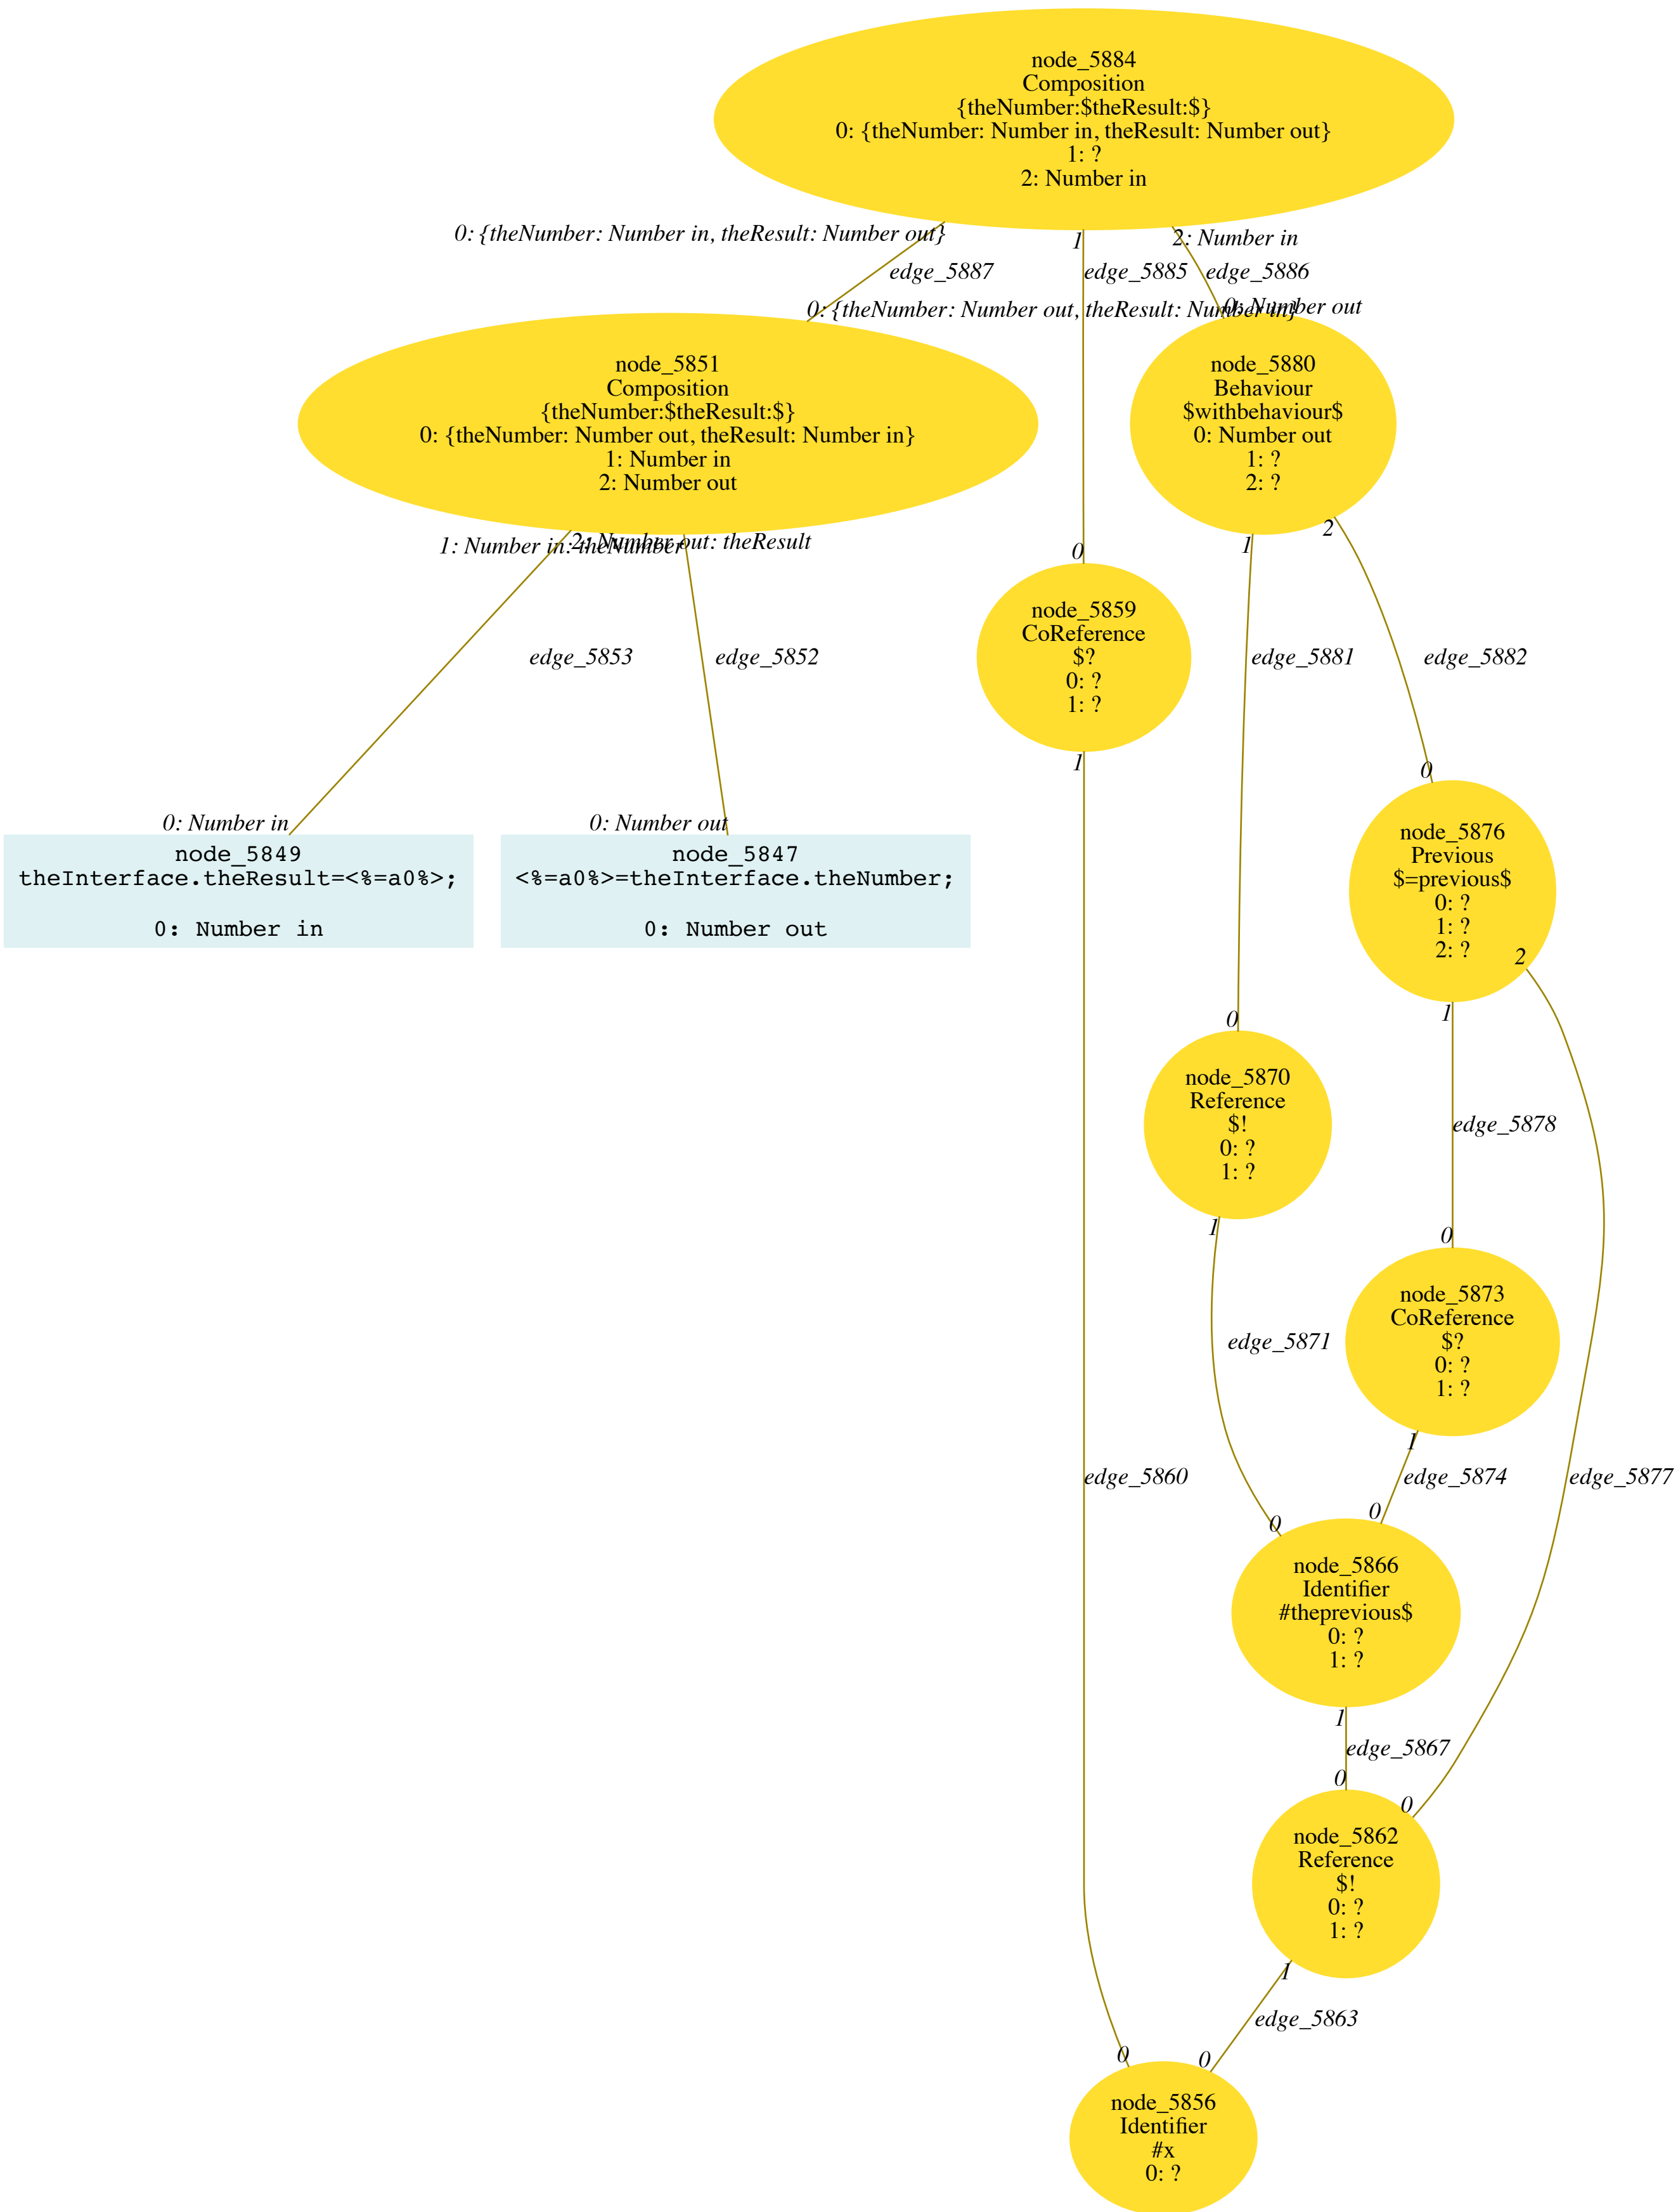 node_5884
Composition
{theNumber:$theResult:$}
0: {theNumber: Number in, theResult: Number out}
1: ?
2: Number in
0: {theNumber: Number in, theResult: Number out}
1
2: Number in
edge_5887
edge_5885
edge_5886
0: {theNumber: Number out, theResult: Number in}
0: Number out
node_5851
Composition
{theNumber:$theResult:$}
0: {theNumber: Number out, theResult: Number in}
1: Number in
2: Number out
node_5880
Behaviour
$withbehaviour$
0: Number out
1: ?
2: ?
1: Number in: theNumber
2: Number out: theResult
1
2
0
node_5859
CoReference
$?
0: ?
1: ?
edge_5853
edge_5852
edge_5881
edge_5882
1
0
0: Number in
0: Number out
node_5849
theInterface.theResult=<%=a0%>;
0: Number in
node_5847
<%=a0%>=theInterface.theNumber;
0: Number out
node_5876
Previous
$=previous$
0: ?
1: ?
2: ?
2
1
0
node_5870
Reference
$!
0: ?
1: ?
edge_5878
1
0
node_5873
CoReference
$?
0: ?
1: ?
edge_5871
1
edge_5860
edge_5874
edge_5877
0
0
node_5866
Identifier
#theprevious$
0: ?
1: ?
1
edge_5867
0
0
node_5862
Reference
$!
0: ?
1: ?
1
edge_5863
0
0
node_5856
Identifier
#x
0: ?